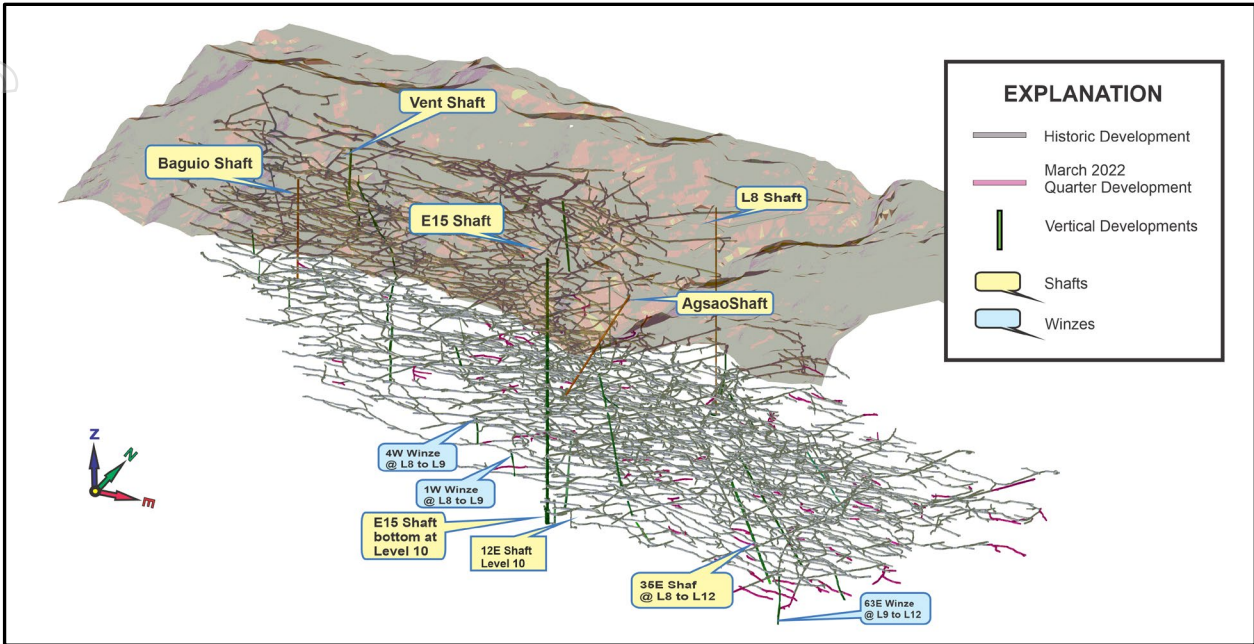 Vent Shaft
Baguio Shaft
L8 Shaft
E15 Shaft
AgsaoShaft
EXPLANATION
Historic Development
March 2022
Quarter Development
Vertical Developments
Shafts
Winzes
Z
N
E
4W Winze
@ L8 to L9
1W Winze
@ L8 to L9
E15 Shaft
bottom at
Level 10
12E Shaft
Level 10
35E Shaf
@ L8 to L12
63E Winze
@ L9 to L12